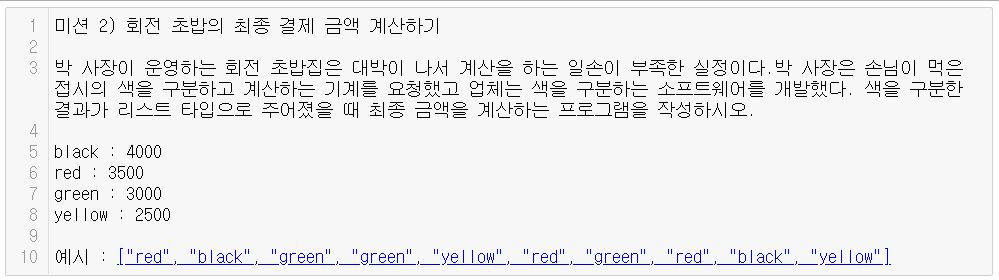 1 미션 2) 회전 초밥의 최종 결제 금액 계산하기
2
3 박 사장이 운영하는 회전 초밥집은 대박이 나서 계산을 하는 일손이 부족한 실정이다.박 사장은 손님이 먹은
접시의 색을 구분하고 계산하는 기계를 요청했고 업체는 색을 구분하는 소프트웨어를 개발했다. 색을 구분한
결과가 리스트 타입으로 주어졌을 때 최종 금액을 계산하는 프로그램을 작성하시오.
4
5 black : 4000
6 red : 3500
7 green : 3000
8 yellow : 2500
9
10 예시 : ["red", "black", "green", "green", "yellow", "red", "green", "red", "black", "yellow"]